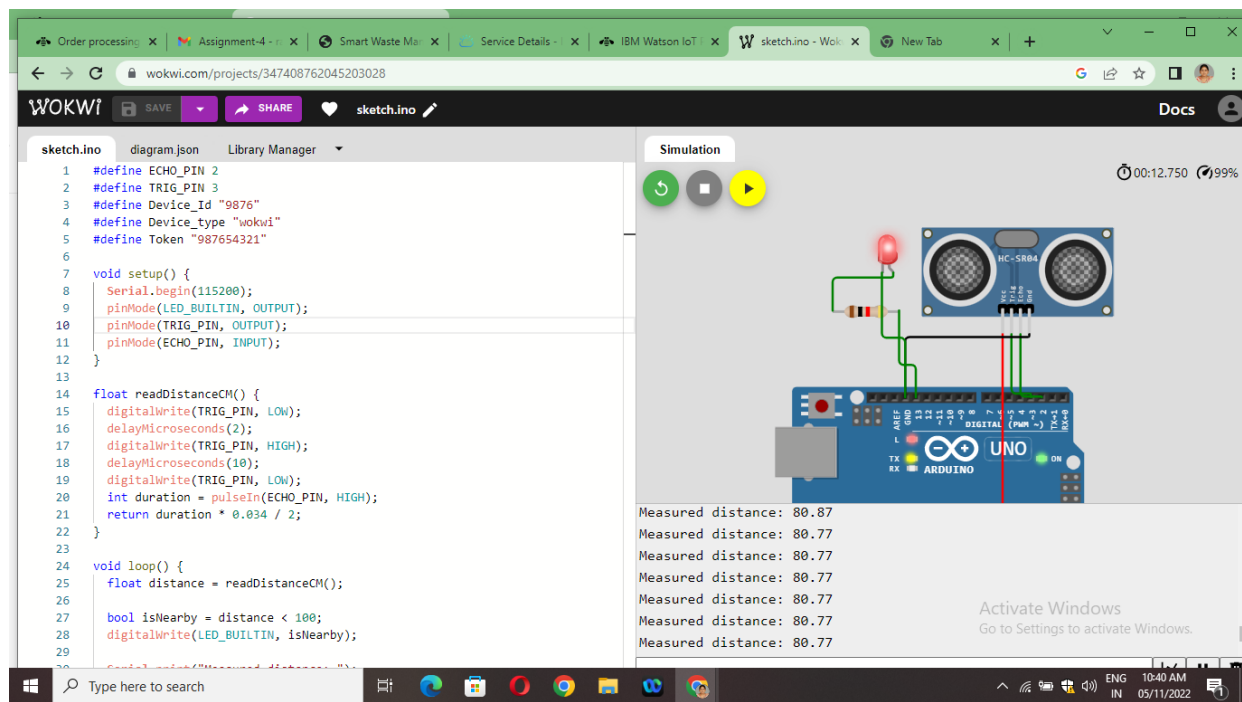 Order processing
Assignment-4 - n
Smart Waste Man
Service Details -
IBM Watson IoT P
sketch.ino - Wok
New Tab
wokwi.com/projects/347408762045203028
WOKWI
SAVE
SHARE
sketch.ino
Docs
sketch.ino
diagram.json
Library Manager
Simulation
00:12.750
99%
1 #define ECHO_PIN 2
2 #define TRIG_PIN 3
3 #define Device_Id "9876"
4 #define Device_type "wokwi"
5 #define Token "987654321"
6
7 void setup() {
8 Serial.begin(115200);
9 pinMode(LED_BUILTIN, OUTPUT);
10 pinMode(TRIG_PIN, OUTPUT);
11 pinMode(ECHO_PIN, INPUT);
12 }
13
14 float readDistanceCM() {
15 digitalWrite(TRIG_PIN, LOW);
16 delayMicroseconds(2);
17 digitalWrite(TRIG_PIN, HIGH);
18 delayMicroseconds(10);
19 digitalWrite(TRIG_PIN, LOW);
20 int duration = pulseIn(ECHO_PIN, HIGH);
21 return duration * 0.034 / 2;
22 }
23
24 void loop() {
25 float distance = readDistanceCM();
26
27 bool isNearby = distance < 100;
28 digitalWrite(LED_BUILTIN, isNearby);
29
30 Serial.print("Measured distance: ");
HC-SR04
Vcc
Trig
Echo
Gnd
AREF
GND
13
12
~11
~10
~9
8
7
~6
~5
4
~3
2
TX→1
RX←0
DIGITAL (PWM ~)
L
TX
RX
ARDUINO
UNO
ON
Measured distance: 80.87
Measured distance: 80.77
Measured distance: 80.77
Measured distance: 80.77
Measured distance: 80.77
Measured distance: 80.77
Measured distance: 80.77
Activate Windows
Go to Settings to activate Windows.
Type here to search
ENG
IN
10:40 AM
05/11/2022
1